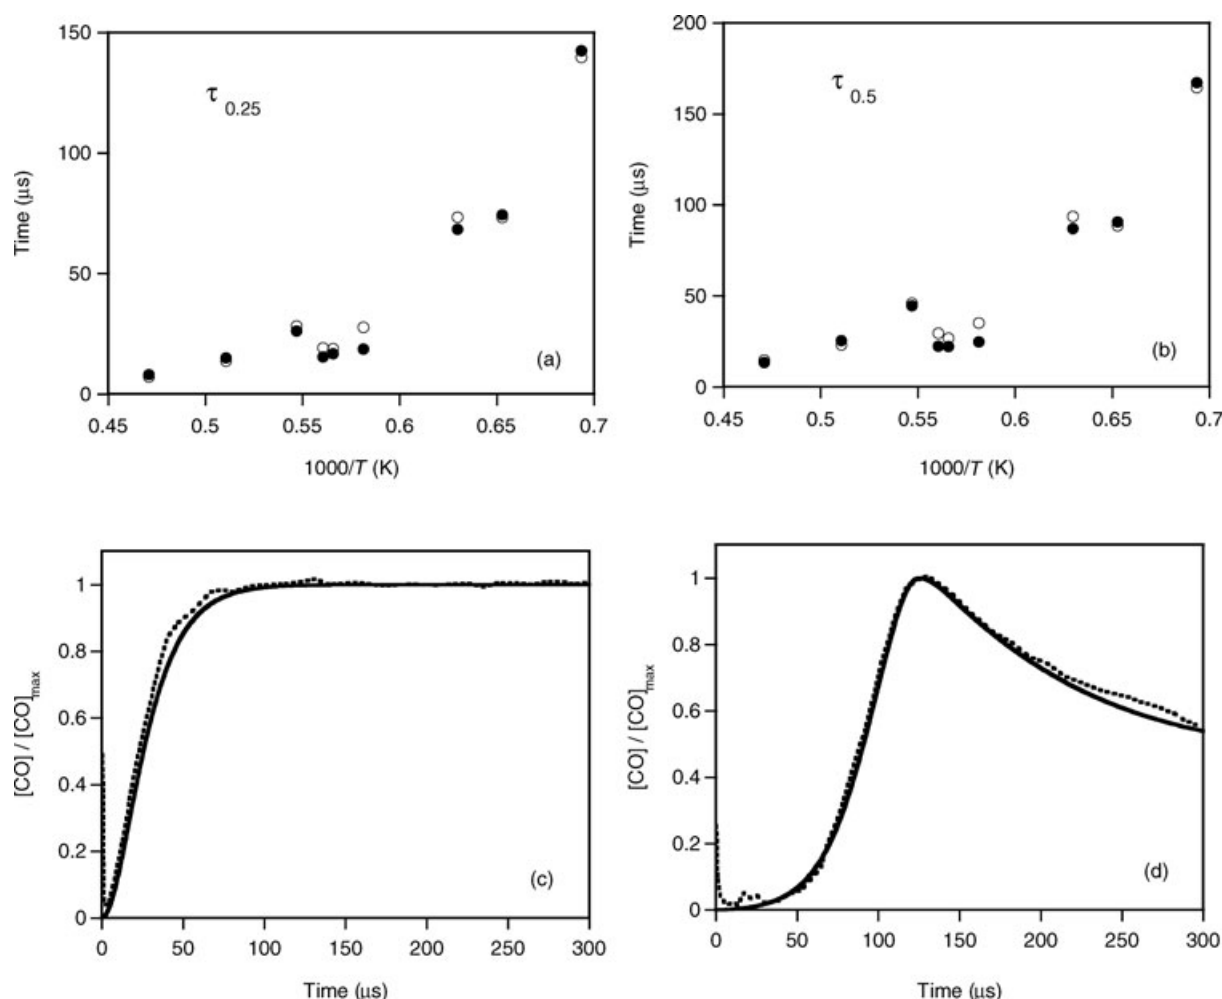 150
100
50
0
Time (μs)
τ 0.25
(a)
0.45 0.5 0.55 0.6 0.65 0.7
1000/T (K)
200
150
100
50
0
Time (μs)
τ 0.5
(b)
0.45 0.5 0.55 0.6 0.65 0.7
1000/T (K)
1
0.8
0.6
0.4
0.2
0
[CO] / [CO]max
(c)
0 50 100 150 200 250 300
Time (μs)
1
0.8
0.6
0.4
0.2
0
[CO] / [CO]max
(d)
0 50 100 150 200 250 300
Time (μs)